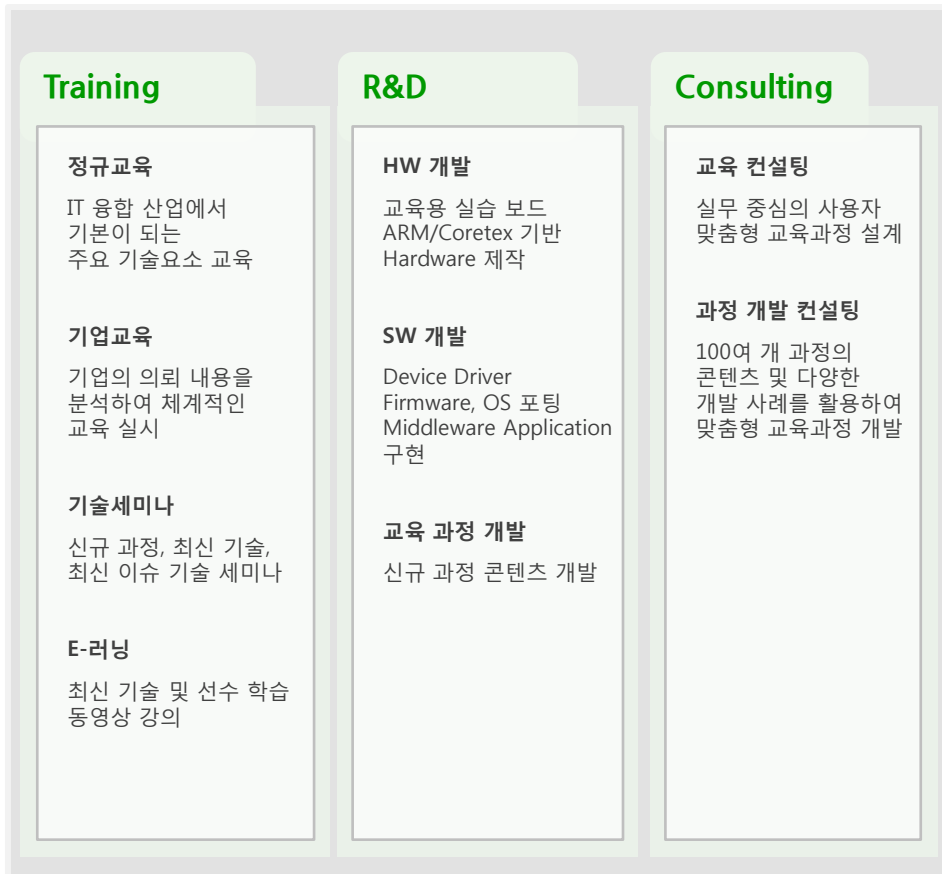 Training
정규교육
IT 융합 산업에서
기본이 되는
주요 기술요소 교육
기업교육
기업의 의뢰 내용을
분석하여 체계적인
교육 실시
기술세미나
신규 과정, 최신 기술,
최신 이슈 기술 세미나
E-러닝
최신 기술 및 선수 학습
동영상 강의
R&D
HW 개발
교육용 실습 보드
ARM/Coretex 기반
Hardware 제작
SW 개발
Device Driver
Firmware, OS 포팅
Middleware Application
구현
교육 과정 개발
신규 과정 콘텐츠 개발
Consulting
교육 컨설팅
실무 중심의 사용자
맞춤형 교육과정 설계
과정 개발 컨설팅
100여 개 과정의
콘텐츠 및 다양한
개발 사례를 활용하여
맞춤형 교육과정 개발